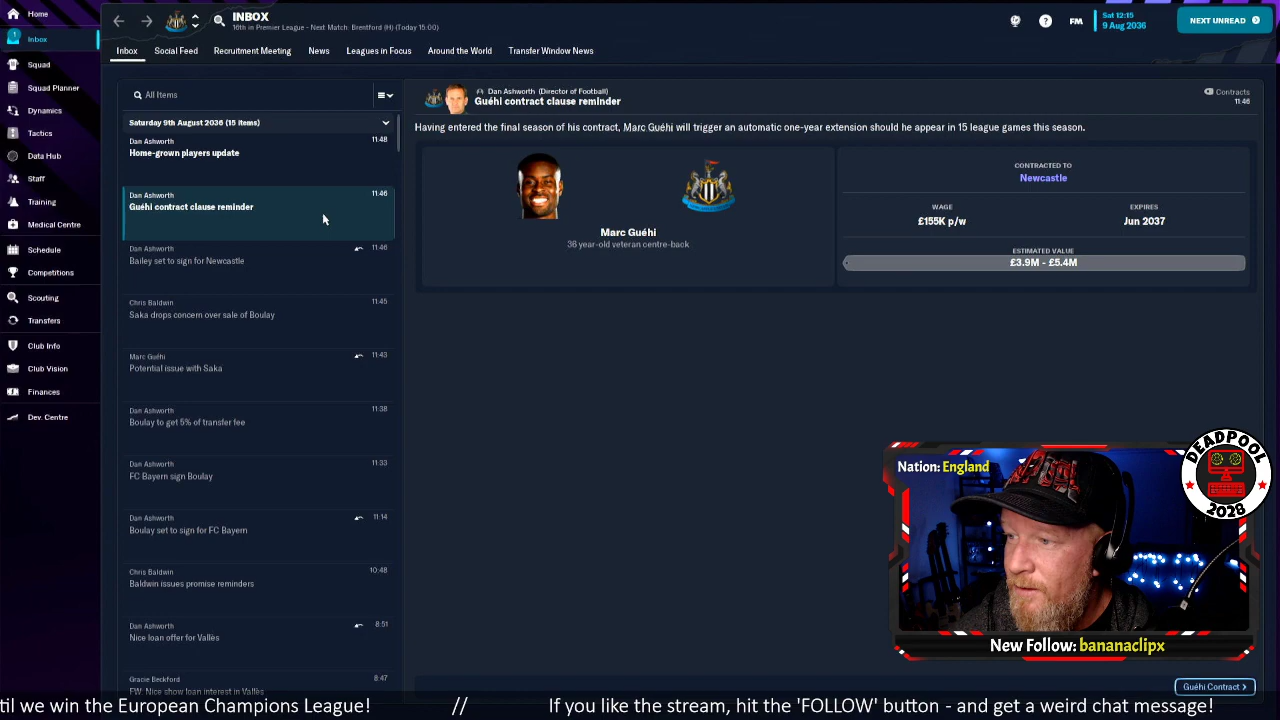 Home
INBOX
16th in Premier League - Next Match: Brentford (H) (Today 15:00)
FM
Sat 12:15
9 Aug 2036
NEXT UNREAD
1
Inbox
Squad
Squad Planner
Dynamics
Tactics
Data Hub
Staff
Training
Medical Centre
Schedule
Competitions
Scouting
Transfers
Club Info
Club Vision
Finances
Dev. Centre
Inbox
Social Feed
Recruitment Meeting
News
Leagues in Focus
Around the World
Transfer Window News
All Items
Saturday 9th August 2036 (15 items)
Dan Ashworth 11:48
Home-grown players update
Dan Ashworth 11:46
Guéhi contract clause reminder
Dan Ashworth 11:46
Bailey set to sign for Newcastle
Chris Baldwin 11:45
Saka drops concern over sale of Boulay
Marc Guéhi 11:43
Potential issue with Saka
Dan Ashworth 11:38
Boulay to get 5% of transfer fee
Dan Ashworth 11:33
FC Bayern sign Boulay
Dan Ashworth 11:14
Boulay set to sign for FC Bayern
Chris Baldwin 10:48
Baldwin issues promise reminders
Dan Ashworth 8:51
Nice loan offer for Vallès
Gracie Beckford 8:47
FW: Nice show loan interest in Vallès
Dan Ashworth (Director of Football)
Guéhi contract clause reminder
Contracts
11:46
Having entered the final season of his contract, Marc Guéhi will trigger an automatic one-year extension should he appear in 15 league games this season.
Marc Guéhi
36 year-old veteran centre-back
CONTRACTED TO
Newcastle
WAGE
£155K p/w
EXPIRES
Jun 2037
ESTIMATED VALUE
£3.9M - £5.4M
Nation: England
DEADPOOL
2028
New Follow: bananaclipx
Guéhi Contract
til we win the European Champions League! // If you like the stream, hit the 'FOLLOW' button - and get a weird chat message!